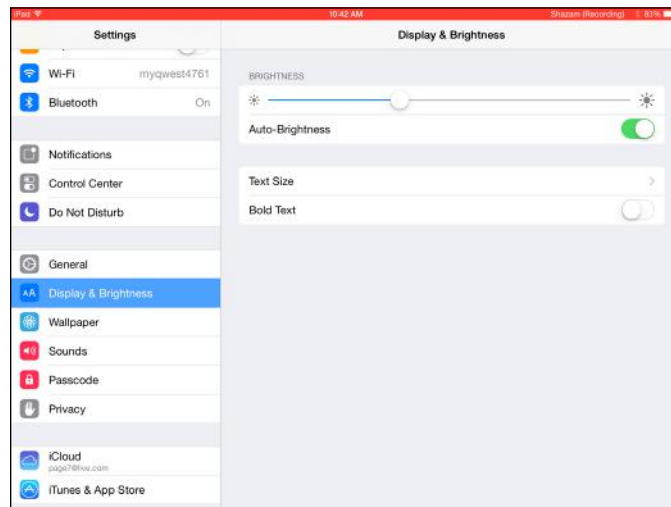 iPad
10:42 AM
Shazam (Recording)
83%
Settings
Display & Brightness
Wi-Fi
myqwest4761
Bluetooth
On
Notifications
Control Center
Do Not Disturb
General
AA
Display & Brightness
Wallpaper
Sounds
Passcode
Privacy
iCloud
iTunes & App Store
BRIGHTNESS
Auto-Brightness
Text Size
Bold Text